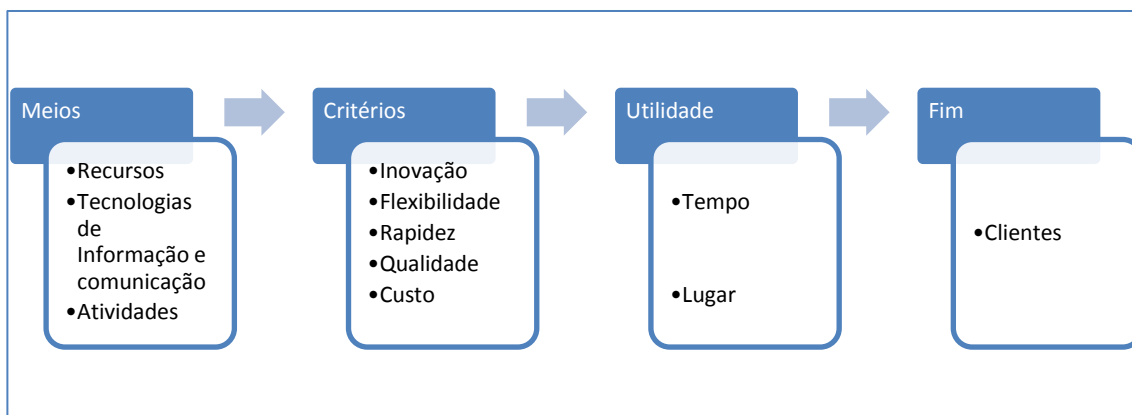 Meios
•Recursos
•Tecnologias
de
Informação e
comunicação
•Atividades
Critérios
•Inovação
•Flexibilidade
•Rapidez
•Qualidade
•Custo
Utilidade
•Tempo
•Lugar
Fim
•Clientes